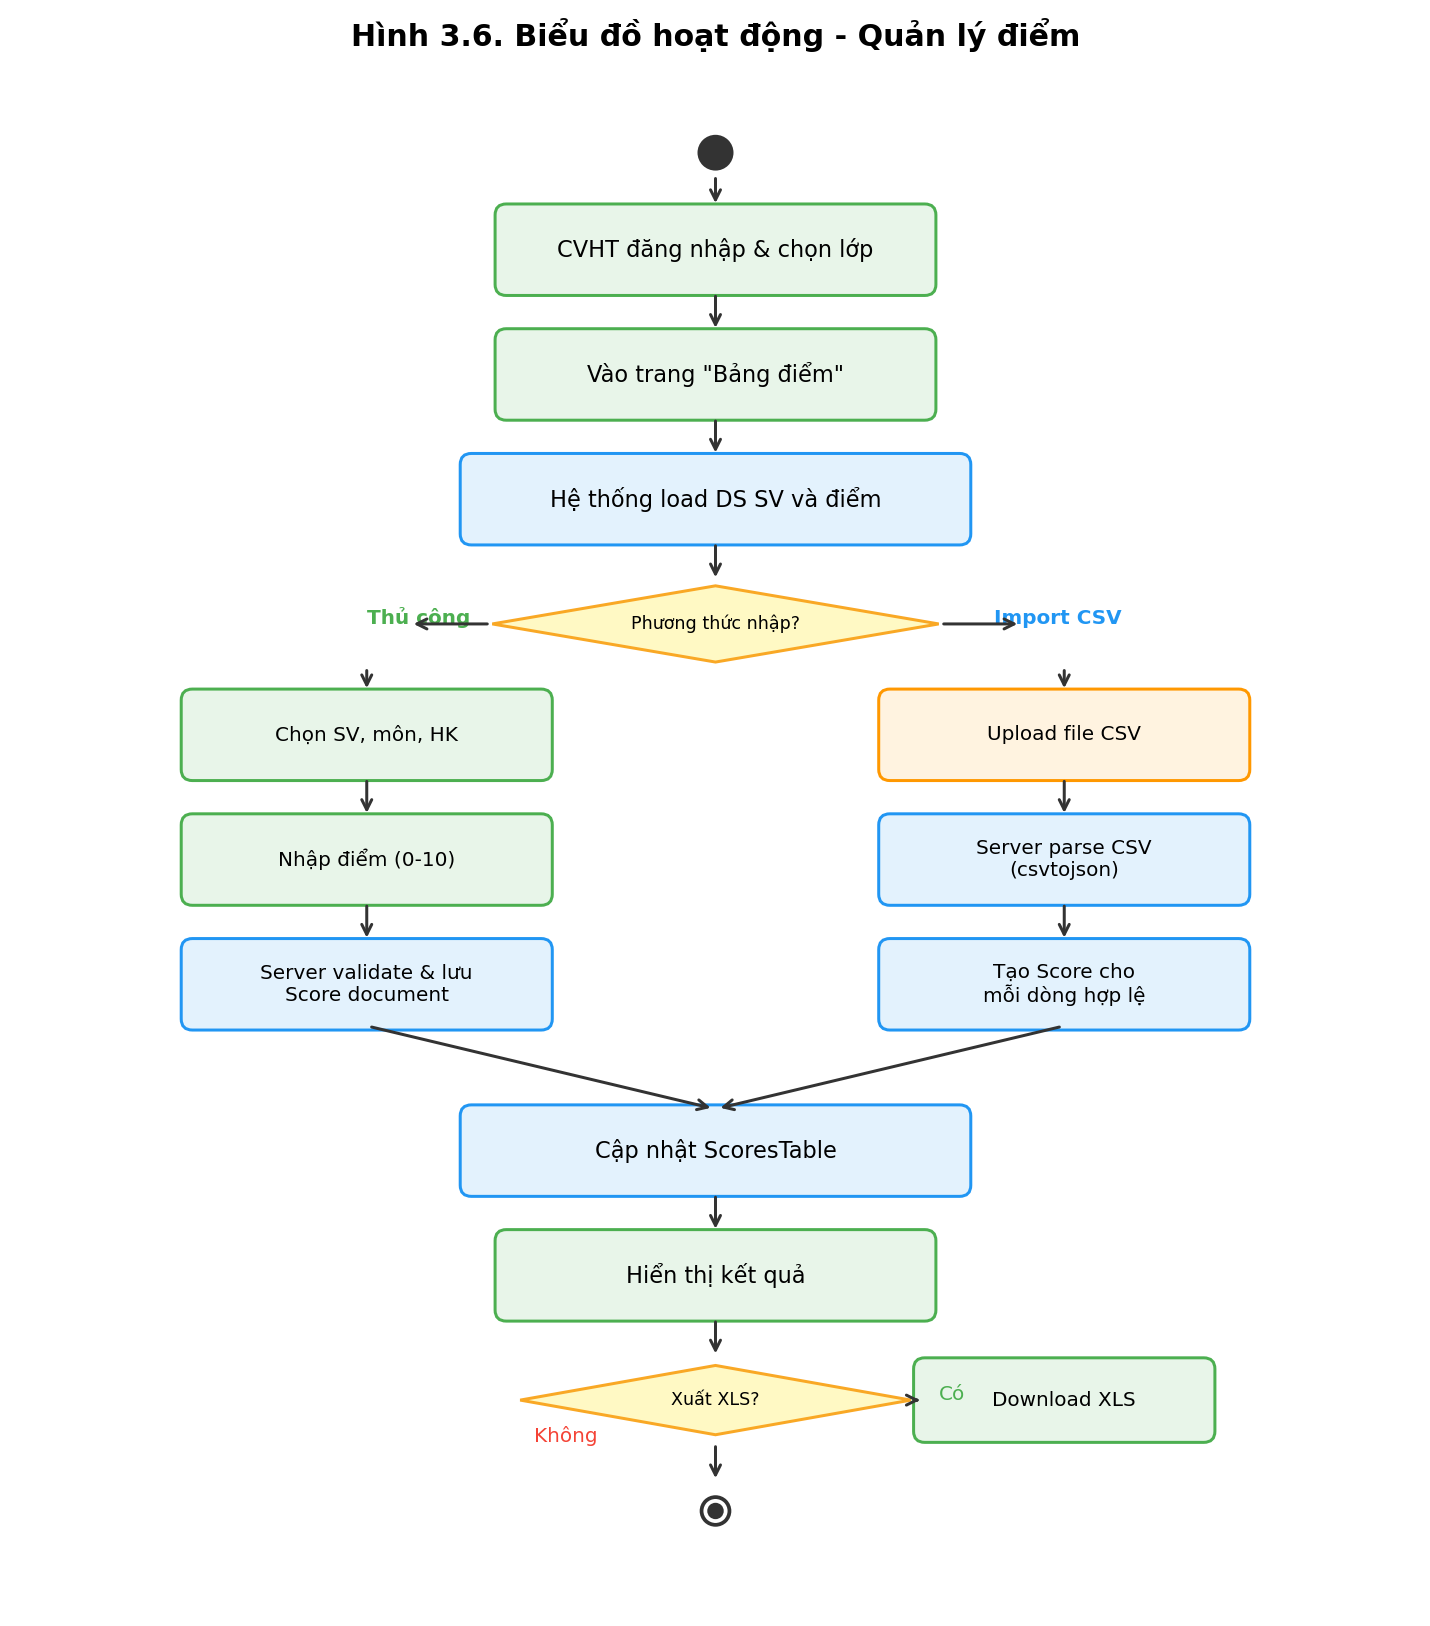 Hình 3.6. Biểu đồ hoạt động - Quản lý điểm
CVHT đăng nhập & chọn lớp
Vào trang "Bảng điểm"
Hệ thống load DS SV và điểm
Thủ công
Phương thức nhập?
Import CSV
Chọn SV, môn, HK
Upload file CSV
Nhập điểm (0-10)
Server parse CSV
(csvtojson)
Server validate & lưu
Score document
Tạo Score cho
mỗi dòng hợp lệ
Cập nhật ScoresTable
Hiển thị kết quả
Xuất XLS?
Có
Download XLS
Không